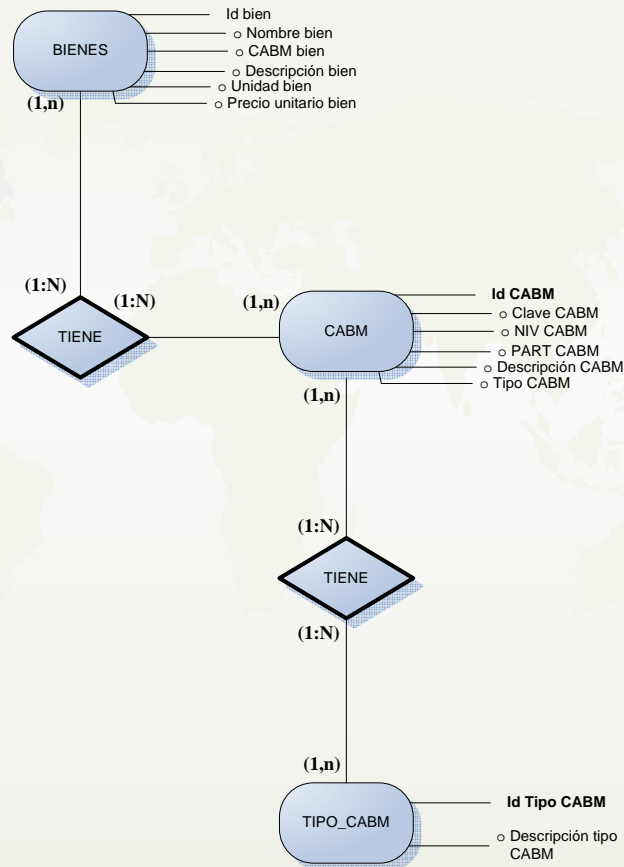 Id bien
○ Nombre bien
BIENES
○ CABM bien
○ Descripción bien
○ Unidad bien
(1,n)
○ Precio unitario bien
(1:N)
(1:N)
(1,n)
TIENE
Id CABM
○ Clave CABM
CABM
○ NIV CABM
○ PART CABM
○ Descripción CABM
(1,n)
○ Tipo CABM
(1:N)
TIENE
(1:N)
(1,n)
Id Tipo CABM
TIPO_CABM
○ Descripción tipo
CABM